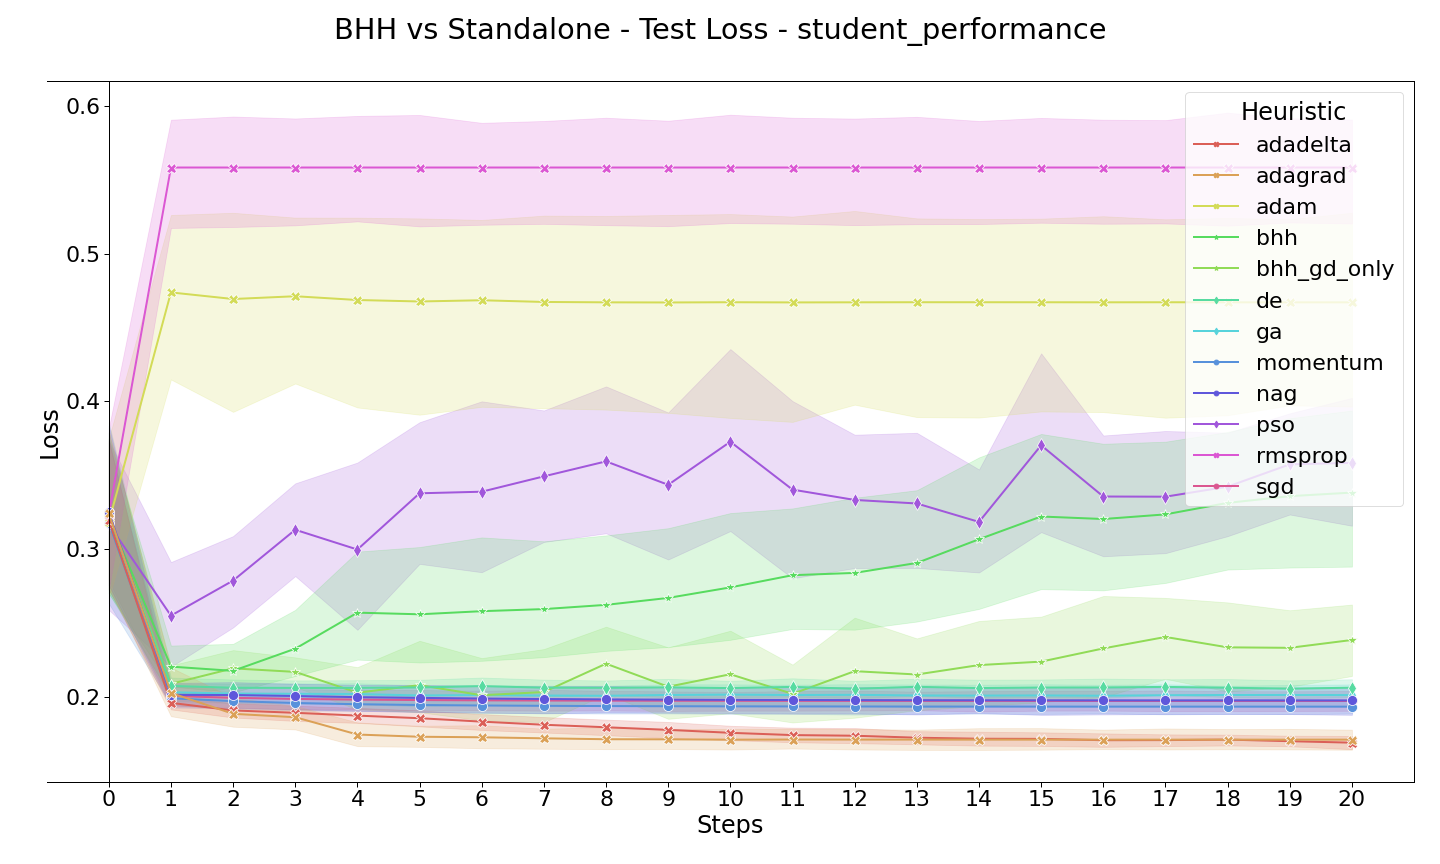 BHH vs Standalone - Test Loss - student_performance
Loss
0.6
0.5
0.4
0.3
0.2
Heuristic
adadelta
adagrad
adam
bhh
bhh_gd_only
de
ga
momentum
nag
pso
rmsprop
sgd
0 1 2 3 4 5 6 7 8 9 10 11 12 13 14 15 16 17 18 19 20
Steps